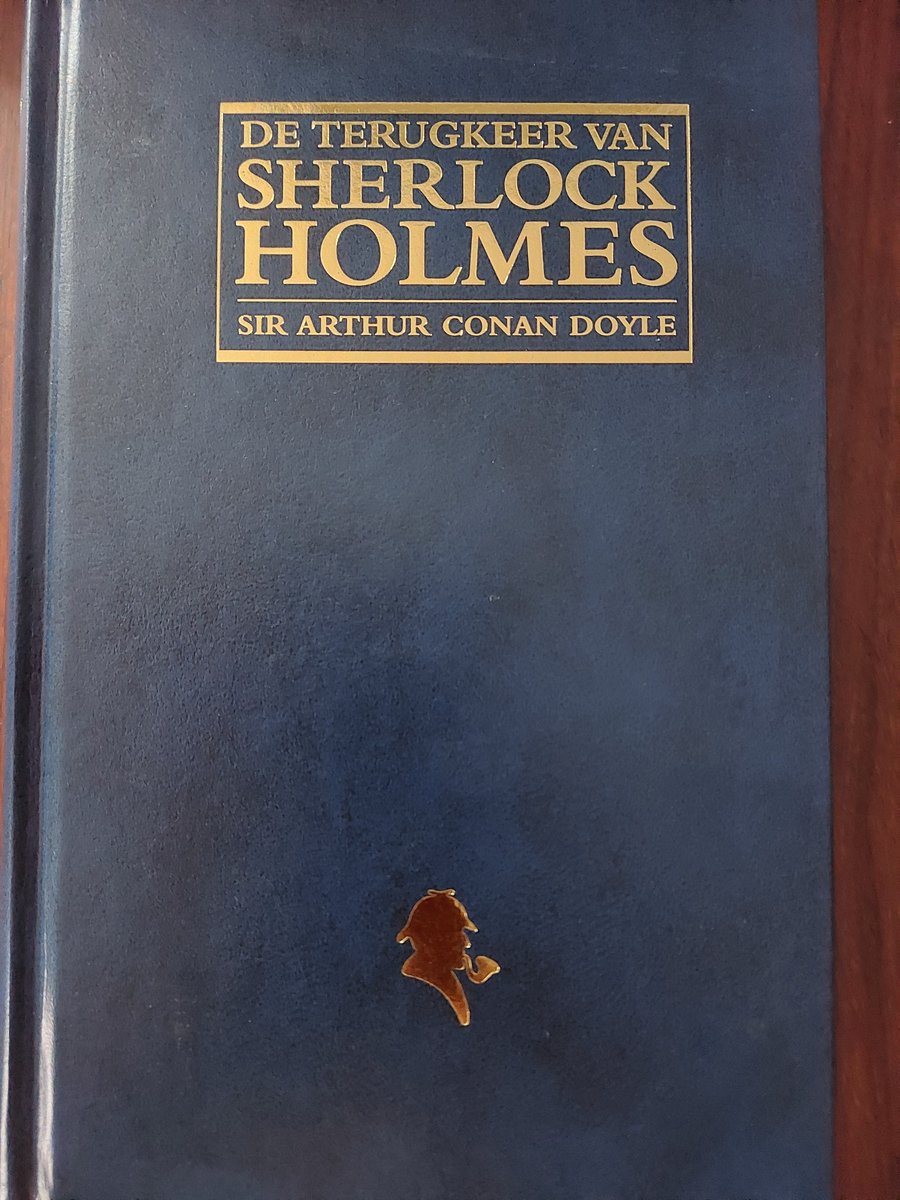 DE TERUGKEER VAN
SHERLOCK
HOLMES
SIR ARTHUR CONAN DOYLE